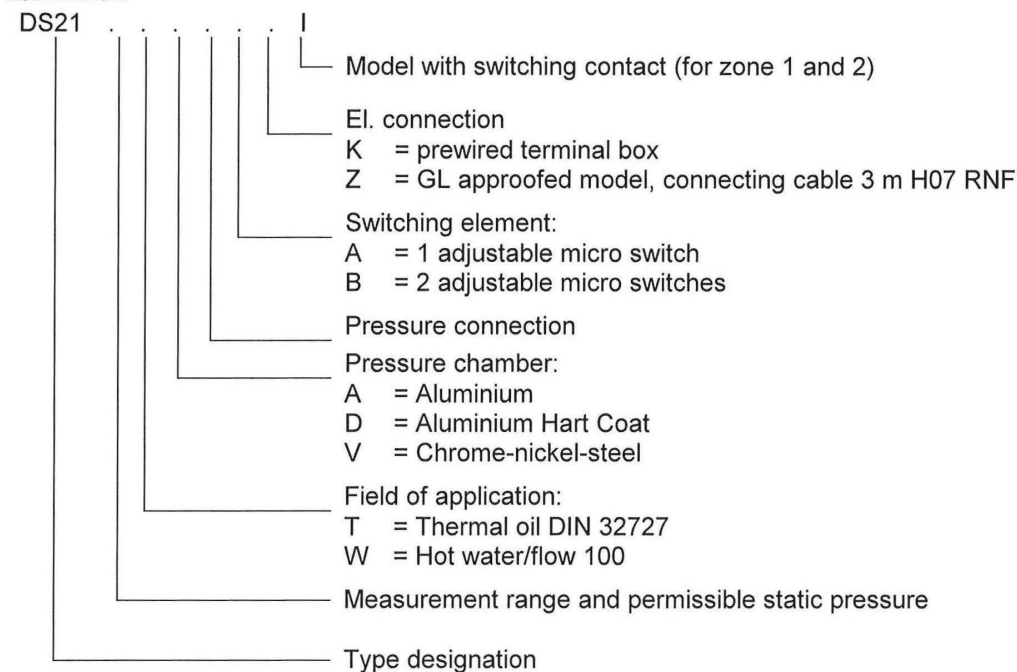 DS21 . . . . . . I
Model with switching contact (for zone 1 and 2)
El. connection
K = prewired terminal box
Z = GL approofed model, connecting cable 3 m H07 RNF
Switching element:
A = 1 adjustable micro switch
B = 2 adjustable micro switches
Pressure connection
Pressure chamber:
A = Aluminium
D = Aluminium Hart Coat
V = Chrome-nickel-steel
Field of application:
T = Thermal oil DIN 32727
W = Hot water/flow 100
Measurement range and permissible static pressure
Type designation